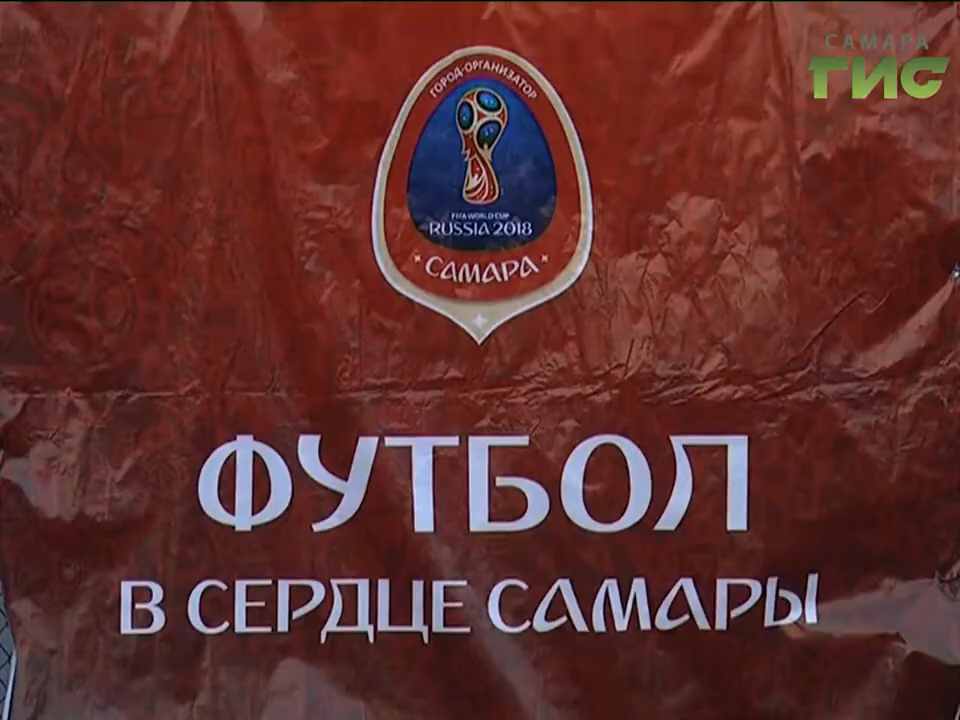 САМАРА
ГИС
ГОРОД-ОРГАНИЗАТОР
FIFA WORLD CUP
RUSSIA 2018
САМАРА
ФУТБОЛ
В СЕРДЦЕ САМАРЫ